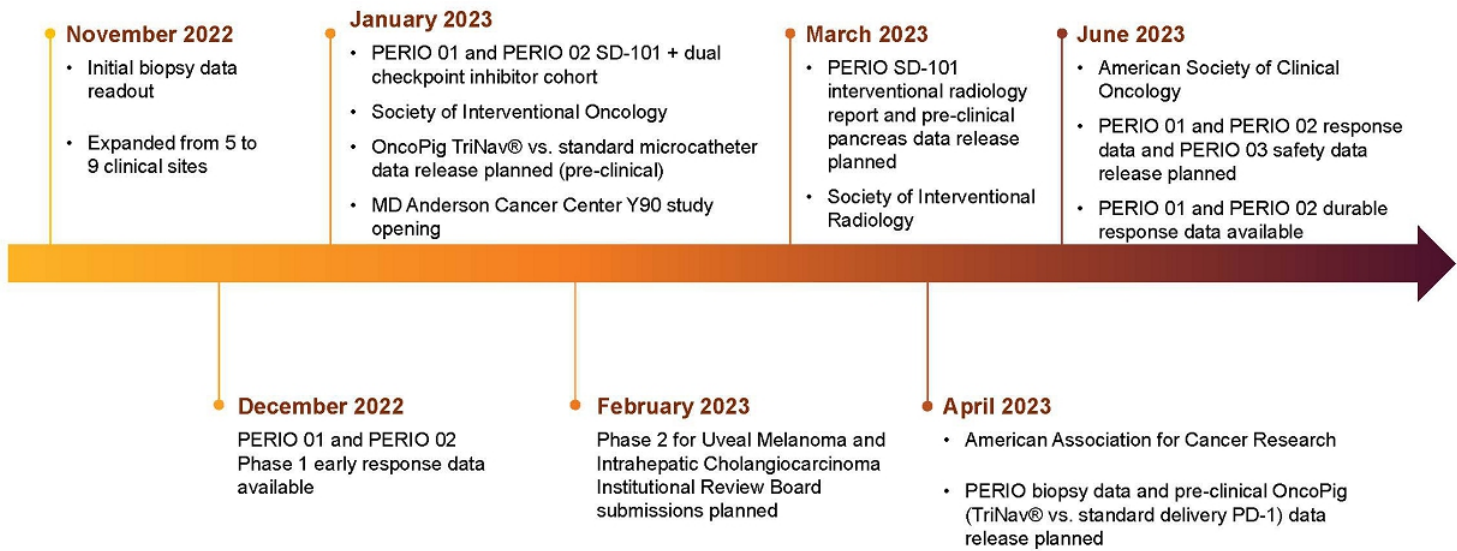 November 2022
• Initial biopsy data
readout
• Expanded from 5 to
9 clinical sites
January 2023
• PERIO 01 and PERIO 02 SD-101 + dual
checkpoint inhibitor cohort
• Society of Interventional Oncology
• OncoPig TriNav® vs. standard microcatheter
data release planned (pre-clinical)
• MD Anderson Cancer Center Y90 study
opening
March 2023
• PERIO SD-101
interventional radiology
report and pre-clinical
pancreas data release
planned
• Society of Interventional
Radiology
June 2023
• American Society of Clinical
Oncology
• PERIO 01 and PERIO 02 response
data and PERIO 03 safety data
release planned
• PERIO 01 and PERIO 02 durable
response data available
December 2022
PERIO 01 and PERIO 02
Phase 1 early response data
available
February 2023
Phase 2 for Uveal Melanoma and
Intrahepatic Cholangiocarcinoma
Institutional Review Board
submissions planned
April 2023
• American Association for Cancer Research
• PERIO biopsy data and pre-clinical OncoPig
(TriNav® vs. standard delivery PD-1) data
release planned